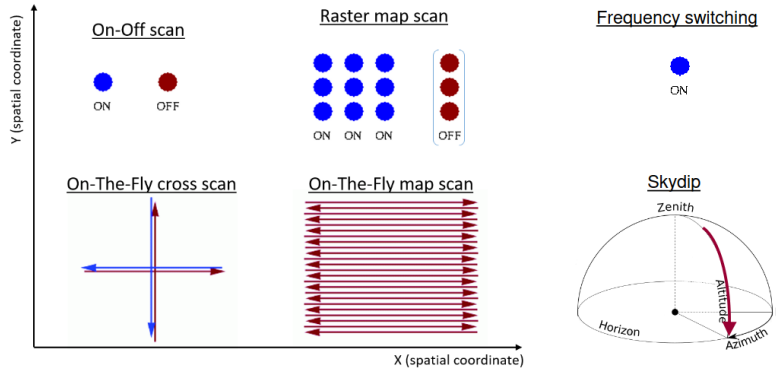 On-Off scan
Raster map scan
Frequency switching
ON
OFF
ON
ON
ON
OFF
ON
Y (spatial coordinate)
On-The-Fly cross scan
On-The-Fly map scan
Skydip
Zenith
Altitude
Horizon
Azimuth
X (spatial coordinate)